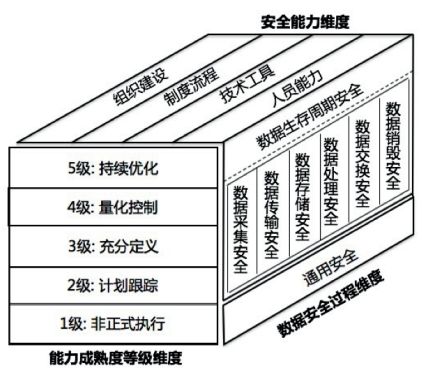 安全能力维度
组织建设
制度流程
技术工具
人员能力
数据生存周期安全
数据采集安全
数据传输安全
数据存储安全
数据处理安全
数据交换安全
数据销毁安全
通用安全
数据安全过程维度
5级: 持续优化
4级: 量化控制
3级: 充分定义
2级: 计划跟踪
1级: 非正式执行
能力成熟度等级维度